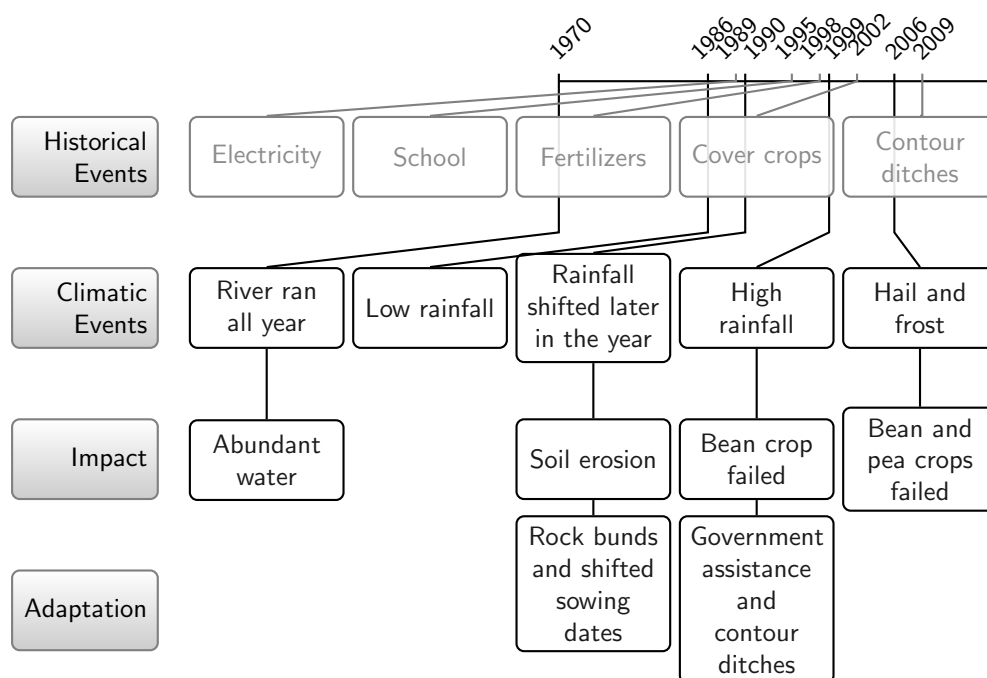 1970
1986
1989
1990
1995
1998
1999
2002
2006
2009
Historical
Events
Electricity
School
Fertilizers
Cover crops
Contour
ditches
Climatic
Events
River ran
all year
Low rainfall
Rainfall
shifted later
in the year
High
rainfall
Hail and
frost
Impact
Abundant
water
Soil erosion
Bean crop
failed
Bean and
pea crops
failed
Adaptation
Rock bunds
and shifted
sowing
dates
Government
assistance
and
contour
ditches